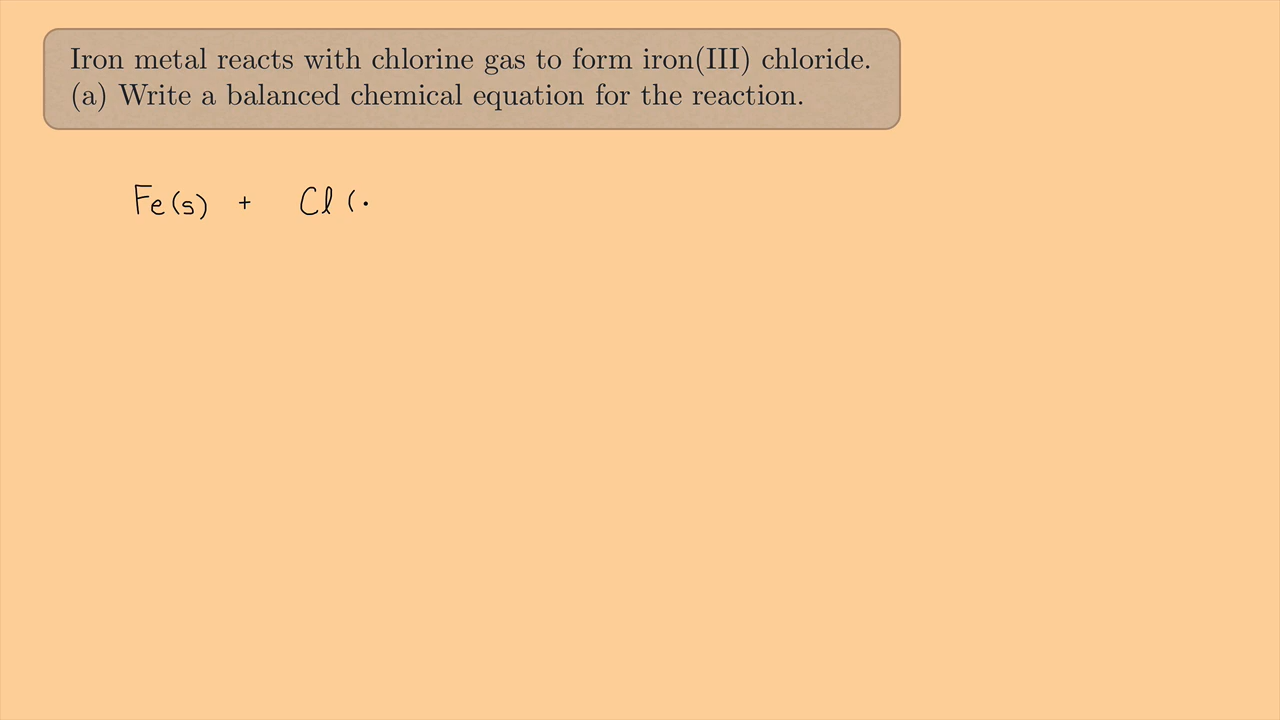 Iron metal reacts with chlorine gas to form iron(III) chloride.
(a) Write a balanced chemical equation for the reaction.
Fe(s) + Cl (